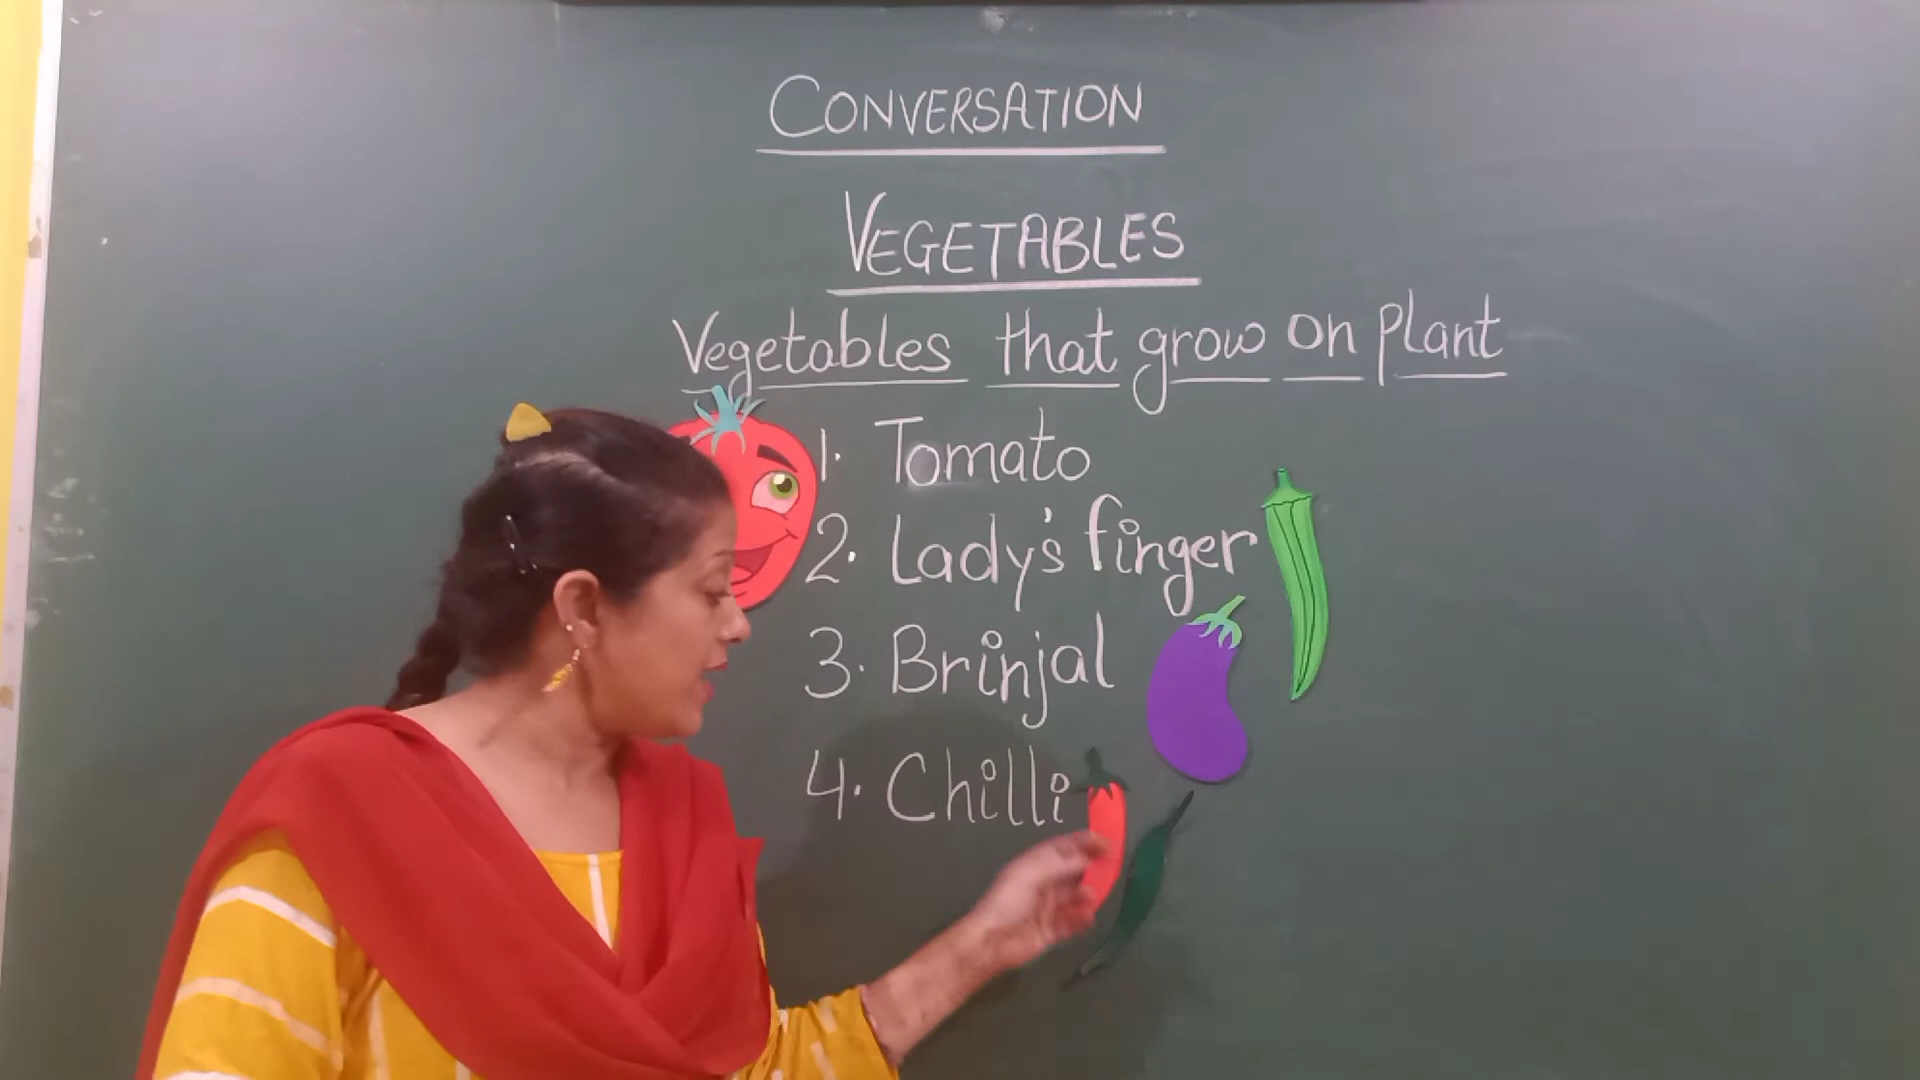 CONVERSATION
VEGETABLES
Vegetables that grow on plant
1. Tomato
2. Lady's finger
3. Brinjal
4. Chilli